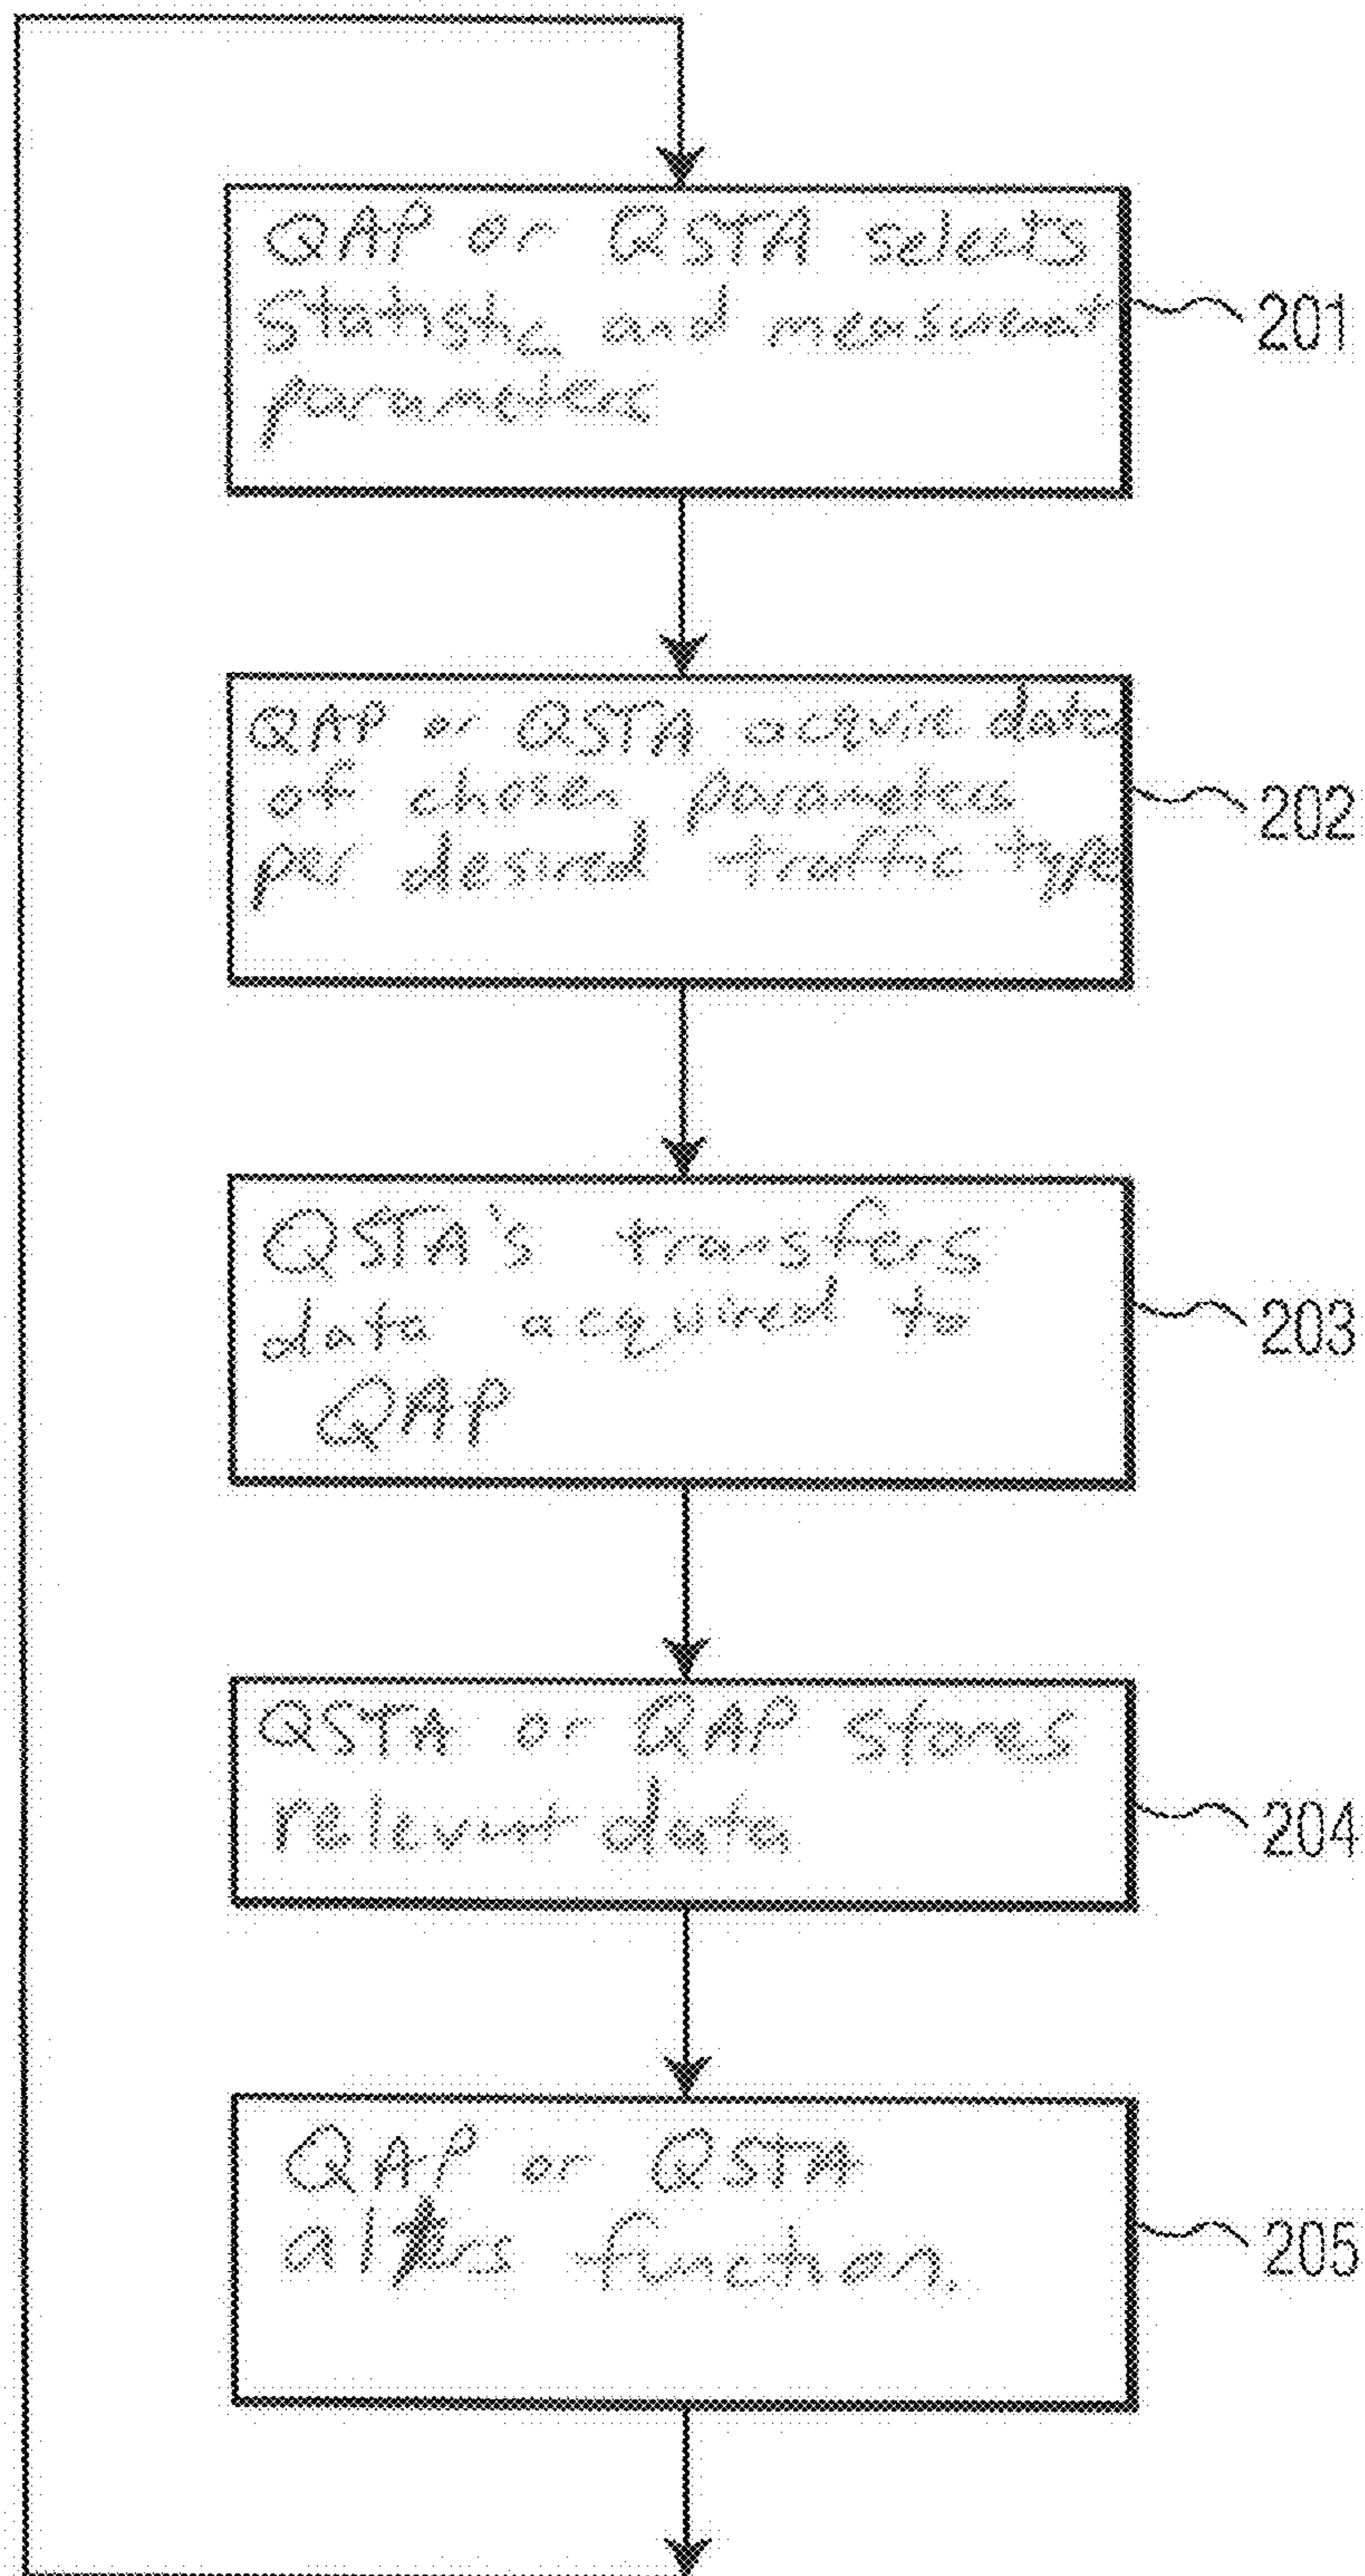 QAP or QSTA selects
Statistic and measurement
parameters
201
QAP or QSTA acquire data
of chosen parameters
per desired traffic type
202
QSTA's transfers
data acquired to
QAP
203
QSTA or QAP stores
relevant data
204
QAP or QSTA
alters function.
205